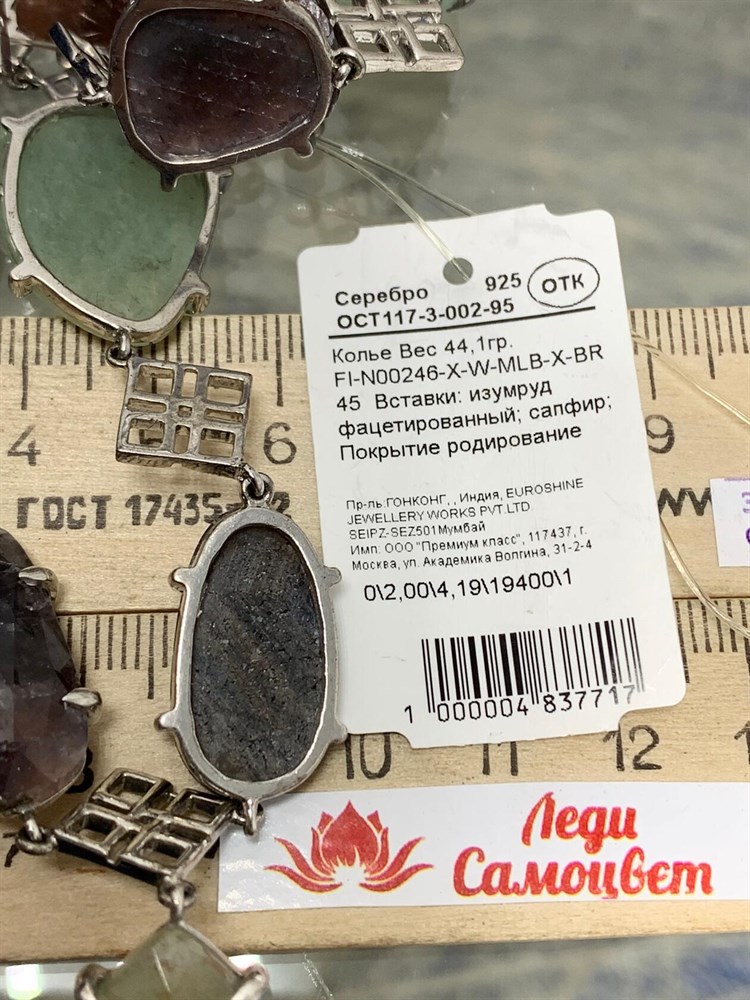 Серебро 925 ОТК
ОСТ117-3-002-95
Колье Вес 44,1гр.
FI-N00246-X-W-MLB-X-BR
45 Вставки: изумруд
фацетированный; сапфир;
Покрытие родирование
Пр-ль:ГОНКОНГ, , Индия, EUROSHINE
JEWELLERY WORKS PVT.LTD
SEIPZ-SEZ501Мумбай
Имп: ООО "Премиум класс", 117437, г.
Москва, ул. Академика Волгина, 31-2-4
0\2,00\4,19\19400\1
1 000004 837717
4 6 9
ГОСТ 17435-
10 11 12
Леди
Самоцвет